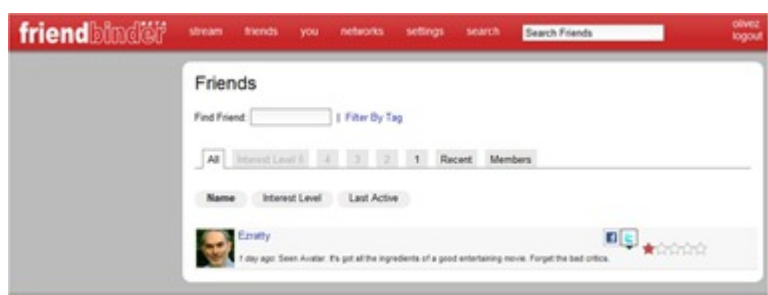 friendbinder
stream friends you networks settings search Search Friends olivez
logout
Friends
Find Friend: | Filter By Tag
All Interest Level 5 4 3 2 1 Recent Members
Name Interest Level Last Active
Ezratty
1 day ago: Seen Avatar. It's got all the ingredients of a good entertaining movie. Forget the bad critics.